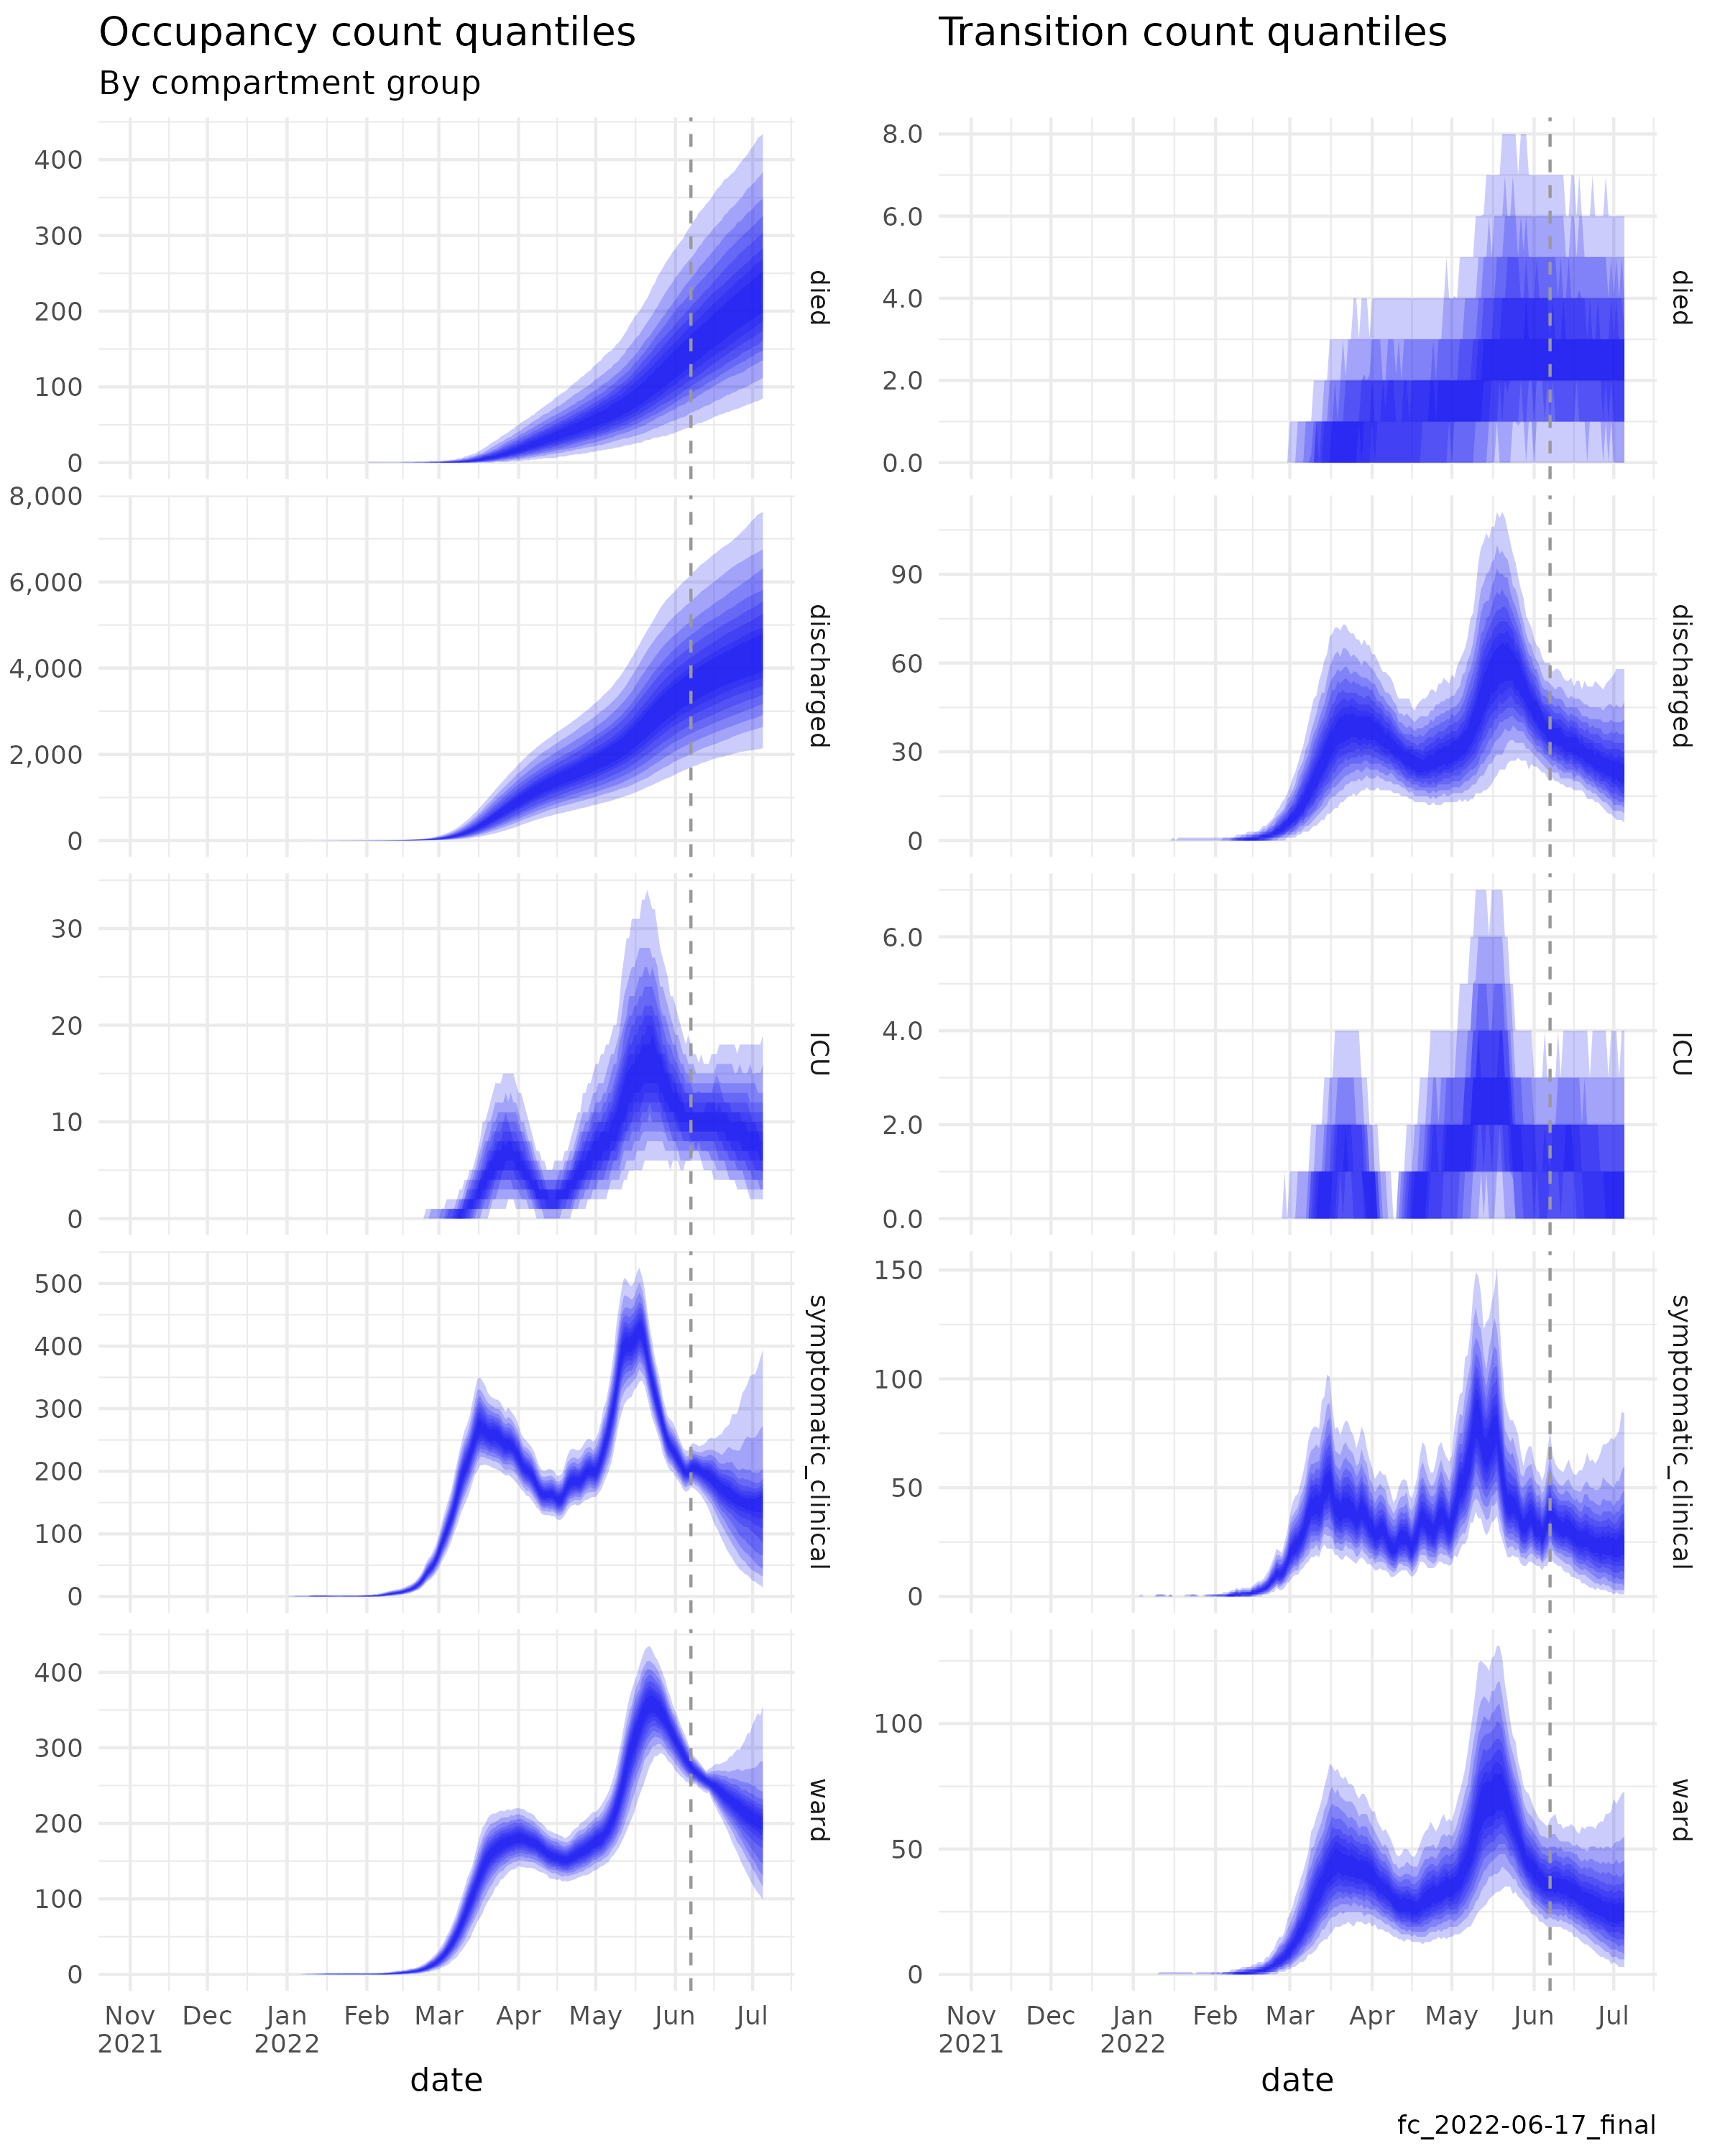 Occupancy count quantiles
By compartment group
400
300
200
100
0
died
8,000
6,000
4,000
2,000
0
discharged
30
20
10
0
ICU
500
400
300
200
100
0
symptomatic_clinical
400
300
200
100
0
ward
Nov Dec Jan Feb Mar Apr May Jun Jul
2021 2022
date
Transition count quantiles
8.0
6.0
4.0
2.0
0.0
died
90
60
30
0
discharged
6.0
4.0
2.0
0.0
ICU
150
100
50
0
symptomatic_clinical
100
50
0
ward
Nov Dec Jan Feb Mar Apr May Jun Jul
2021 2022
date
fc_2022-06-17_final